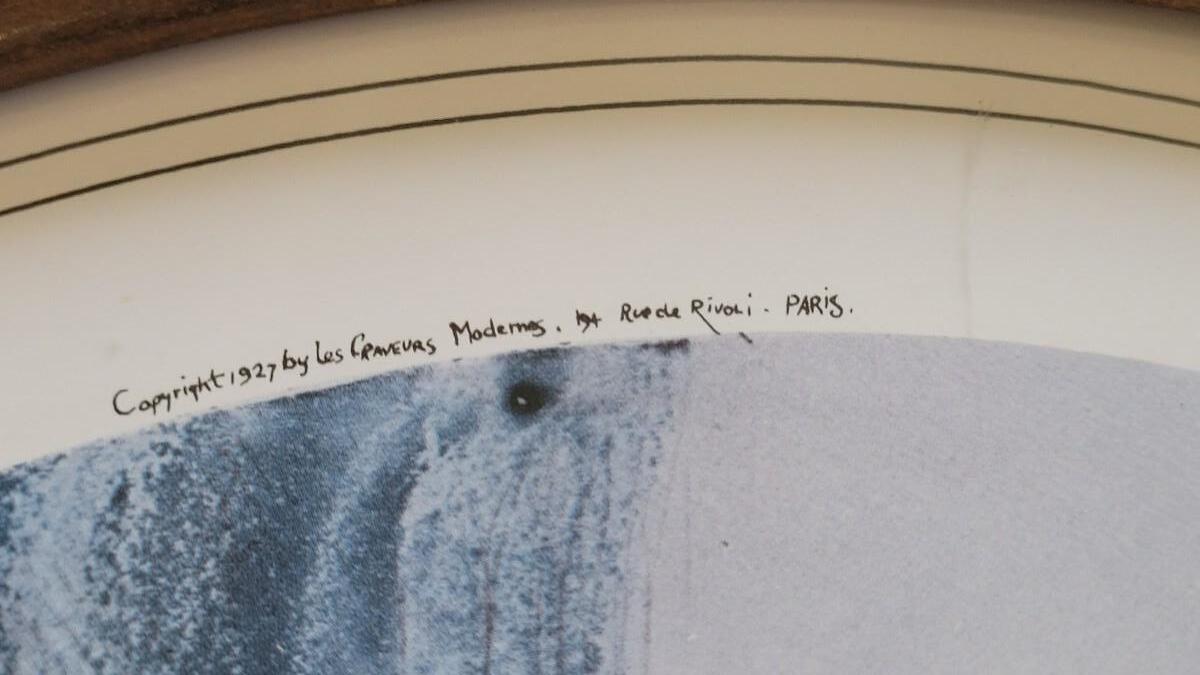 Copyright 1927 by Les GRAVEURS Modernes. 194 Rue de Rivoli - PARIS.